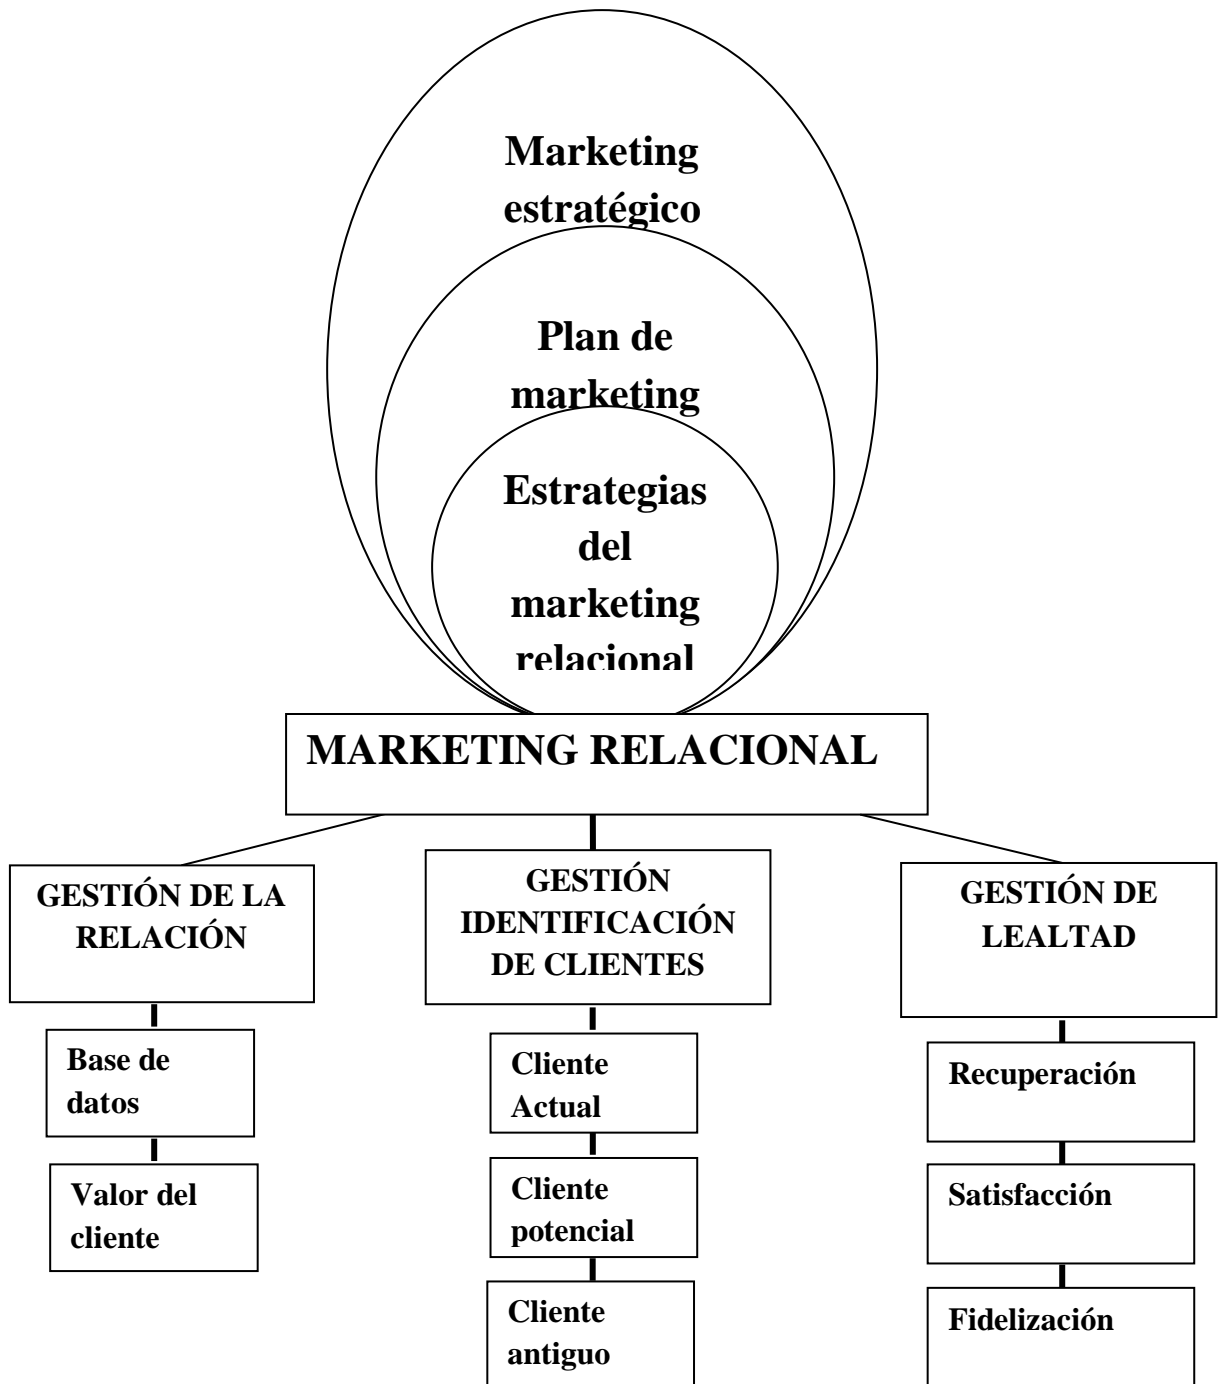 Marketing
estratégico
Plan de
marketing
Estrategias
del
marketing
relacional
MARKETING RELACIONAL
GESTIÓN DE LA
RELACIÓN
Base de
datos
Valor del
cliente
GESTIÓN
IDENTIFICACIÓN
DE CLIENTES
Cliente
Actual
Cliente
potencial
Cliente
antiguo
GESTIÓN DE
LEALTAD
Recuperación
Satisfacción
Fidelización